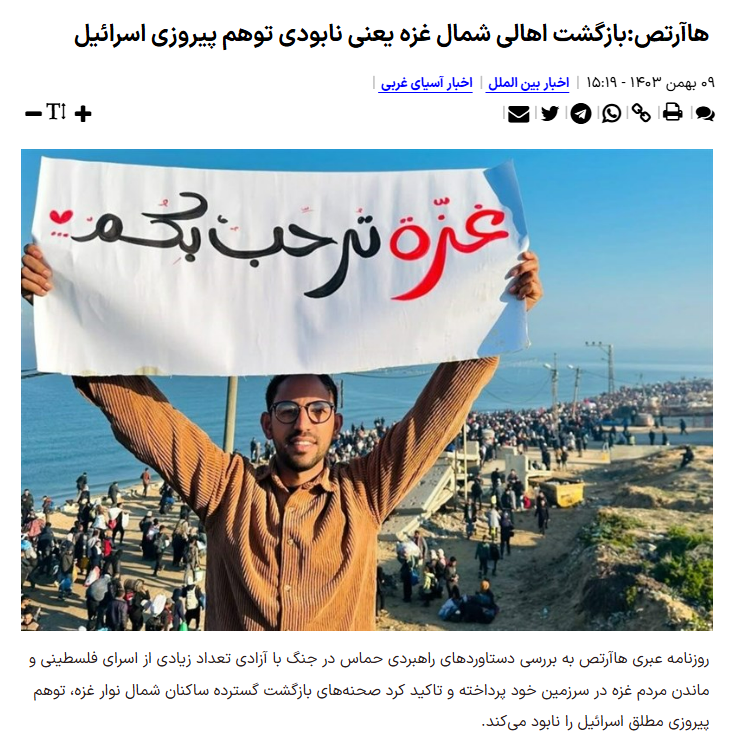 هاآرتص:بازگشت اهالی شمال غزه یعنی نابودی توهم پیروزی اسرائیل
۰۹ بهمن ۱۴۰۳ - ۱۵:۱۹ | اخبار بین الملل | اخبار آسیای غربی |
غزّة تُرحَبُ بِكُمُ
روزنامه عبری هاآرتص به بررسی دستاوردهای راهبردی حماس در جنگ با آزادی تعداد زیادی از اسرای فلسطینی و
ماندن مردم غزه در سرزمین خود پرداخته و تاکید کرد صحنه‌های بازگشت گسترده ساکنان شمال نوار غزه، توهم
پیروزی مطلق اسرائیل را نابود می‌کند.